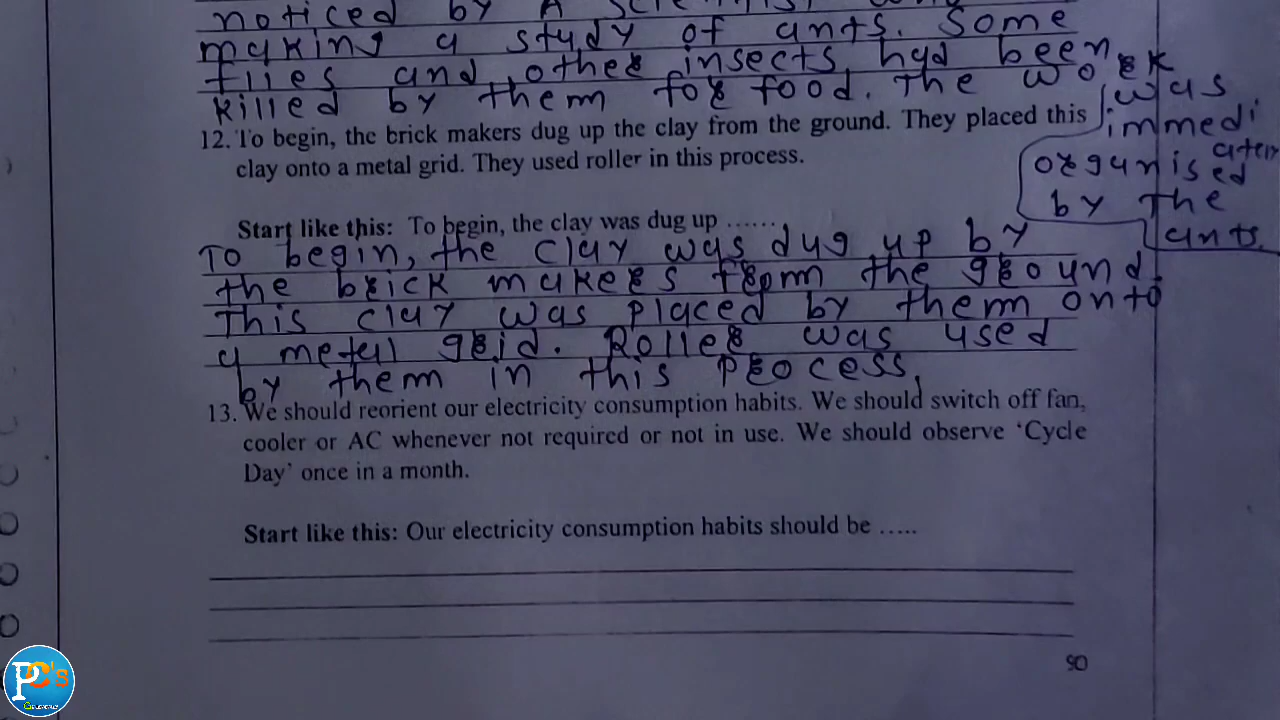 noticed by A
making a study of ants. Some
flies and other insects had been
killed by them for food. The work
was
immedi
ately
organised
by the
ants.
12. To begin, the brick makers dug up the clay from the ground. They placed this
clay onto a metal grid. They used roller in this process.
Start like this: To begin, the clay was dug up ……
To begin, the clay was dug up by
the brick makers from the ground.
This clay was placed by them onto
a metal grid. Roller was used
by them in this process.
13. We should reorient our electricity consumption habits. We should switch off fan,
cooler or AC whenever not required or not in use. We should observe ‘Cycle
Day’ once in a month.
Start like this: Our electricity consumption habits should be …..
90
PC's